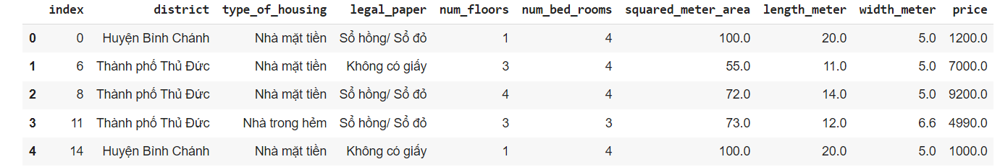 index district type_of_housing legal_paper num_floors num_bed_rooms squared_meter_area length_meter width_meter price
0 0 Huyện Bình Chánh Nhà mặt tiền Sổ hồng/ Sổ đỏ 1 4 100.0 20.0 5.0 1200.0
1 6 Thành phố Thủ Đức Nhà mặt tiền Không có giấy 3 4 55.0 11.0 5.0 7000.0
2 8 Thành phố Thủ Đức Nhà mặt tiền Sổ hồng/ Sổ đỏ 4 4 72.0 14.0 5.0 9200.0
3 11 Thành phố Thủ Đức Nhà trong hẻm Sổ hồng/ Sổ đỏ 3 3 73.0 12.0 6.6 4990.0
4 14 Huyện Bình Chánh Nhà mặt tiền Không có giấy 1 4 100.0 20.0 5.0 1000.0